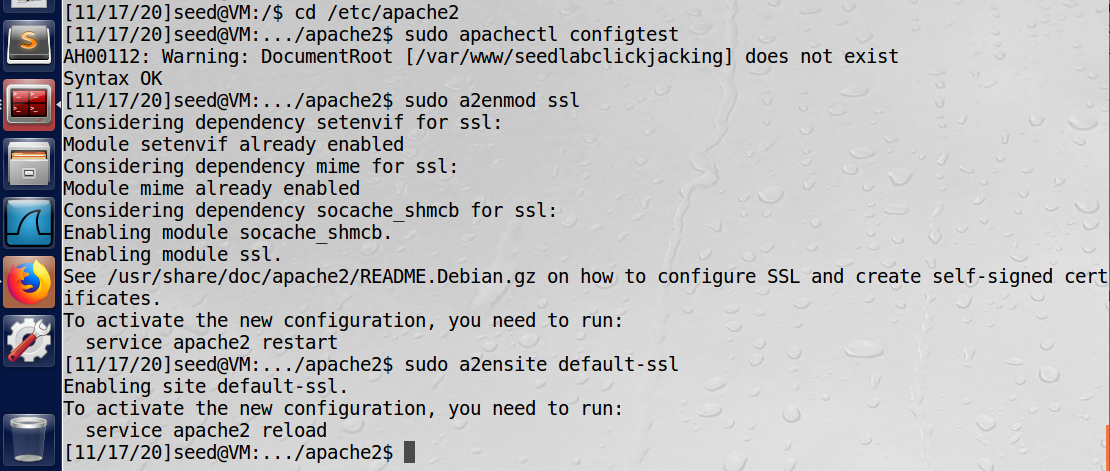 [11/17/20]seed@VM:/$ cd /etc/apache2
[11/17/20]seed@VM:.../apache2$ sudo apachectl configtest
AH00112: Warning: DocumentRoot [/var/www/seedlabclickjacking] does not exist
Syntax OK
[11/17/20]seed@VM:.../apache2$ sudo a2enmod ssl
Considering dependency setenvif for ssl:
Module setenvif already enabled
Considering dependency mime for ssl:
Module mime already enabled
Considering dependency socache_shmcb for ssl:
Enabling module socache_shmcb.
Enabling module ssl.
See /usr/share/doc/apache2/README.Debian.gz on how to configure SSL and create self-signed cert
ificates.
To activate the new configuration, you need to run:
  service apache2 restart
[11/17/20]seed@VM:.../apache2$ sudo a2ensite default-ssl
Enabling site default-ssl.
To activate the new configuration, you need to run:
  service apache2 reload
[11/17/20]seed@VM:.../apache2$